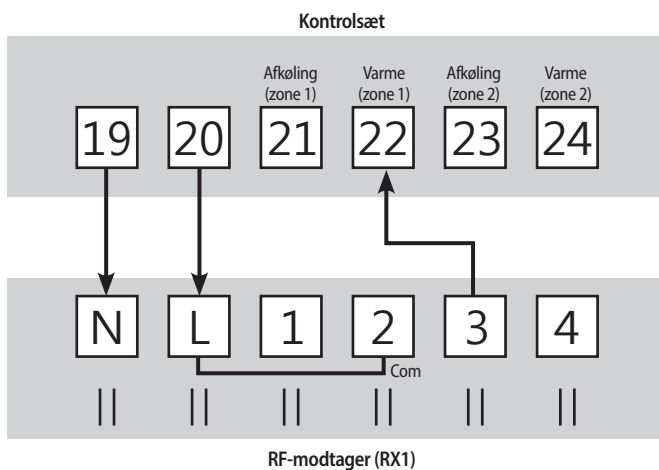 Kontrolsæt
Afkøling (zone 1)
Varme (zone 1)
Afkøling (zone 2)
Varme (zone 2)
19 20 21 22 23 24
N L 1 2 3 4
Com
RF-modtager (RX1)